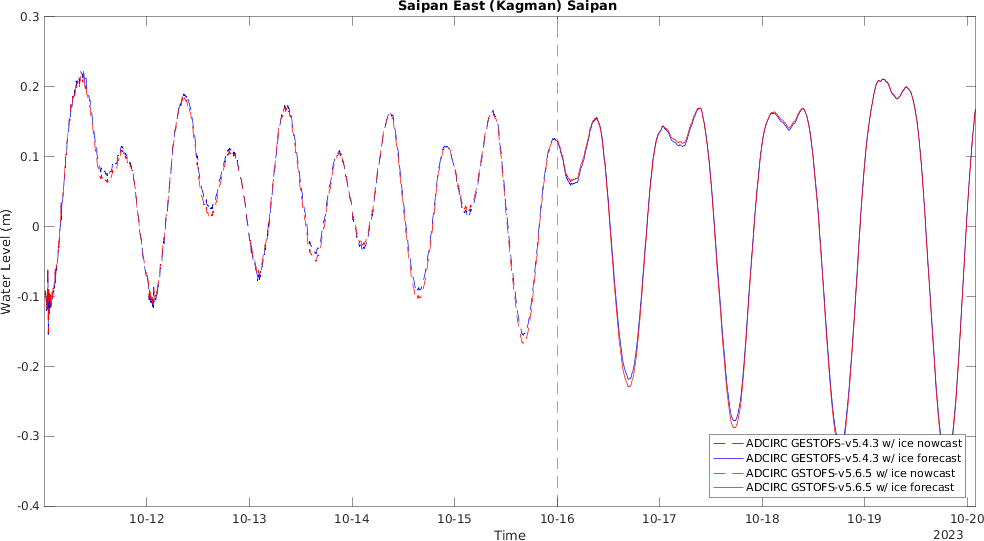 Saipan East (Kagman) Saipan
0.3
0.2
0.1
0
-0.1
-0.2
-0.3
-0.4
Water Level (m)
10-12
10-13
10-14
10-15
10-16
10-17
10-18
10-19
10-20
Time
2023
ADCIRC GESTOFS-v5.4.3 w/ ice nowcast
ADCIRC GESTOFS-v5.4.3 w/ ice forecast
ADCIRC GSTOFS-v5.6.5 w/ ice nowcast
ADCIRC GSTOFS-v5.6.5 w/ ice forecast